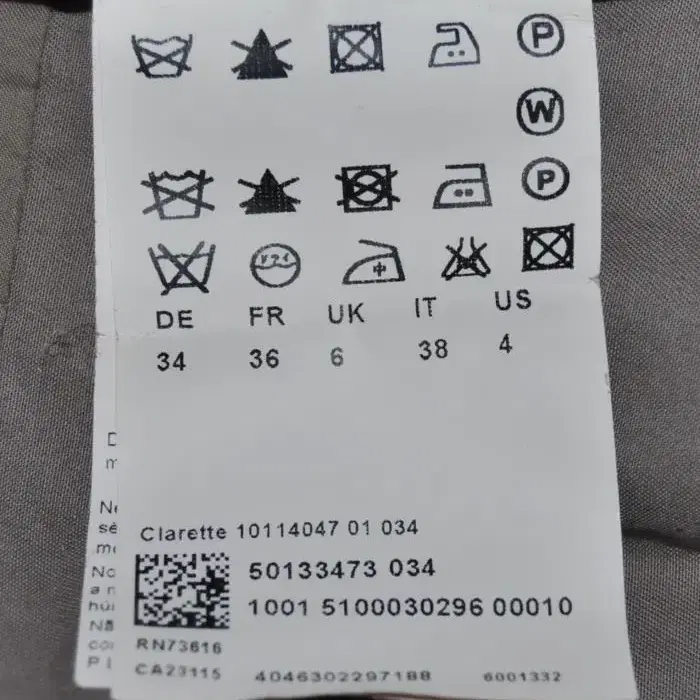 P
W
P
中
DE FR UK IT US
34 36 6 38 4
Clarette 10114047 01 034
50133473 034
1001 5100030296 00010
RN73616
CA23115 4046302297188 6001332